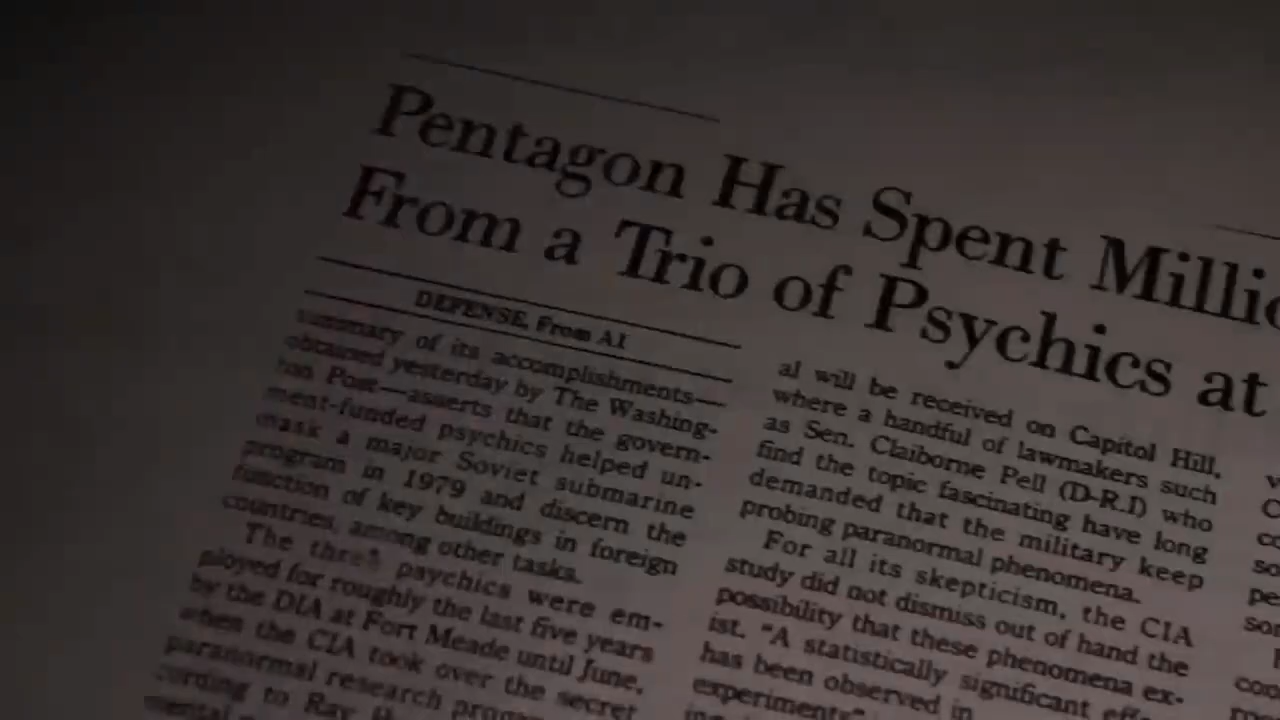 Pentagon Has Spent Millio
From a Trio of Psychics at
DEFENSE, From A1
summary of its accomplishments—
obtained yesterday by The Washing-
ton Post—asserts that the govern-
ment-funded psychics helped un-
mask a major Soviet submarine
program in 1979 and discern the
function of key buildings in foreign
countries, among other tasks.
The three psychics were em-
ployed for roughly the last five years
by the DIA at Fort Meade until June,
when the CIA took over the secret
paranormal research
to Ray
al will be received on Capitol Hill,
where a handful of lawmakers such
as Sen. Claiborne Pell (D-R.I) who
find the topic fascinating have long
demanded that the military keep
probing paranormal phenomena.
For all its skepticism, the CIA
study did not dismiss out of hand the
possibility that these phenomena ex-
ist. "A statistically significant
has been observed in
experiments"